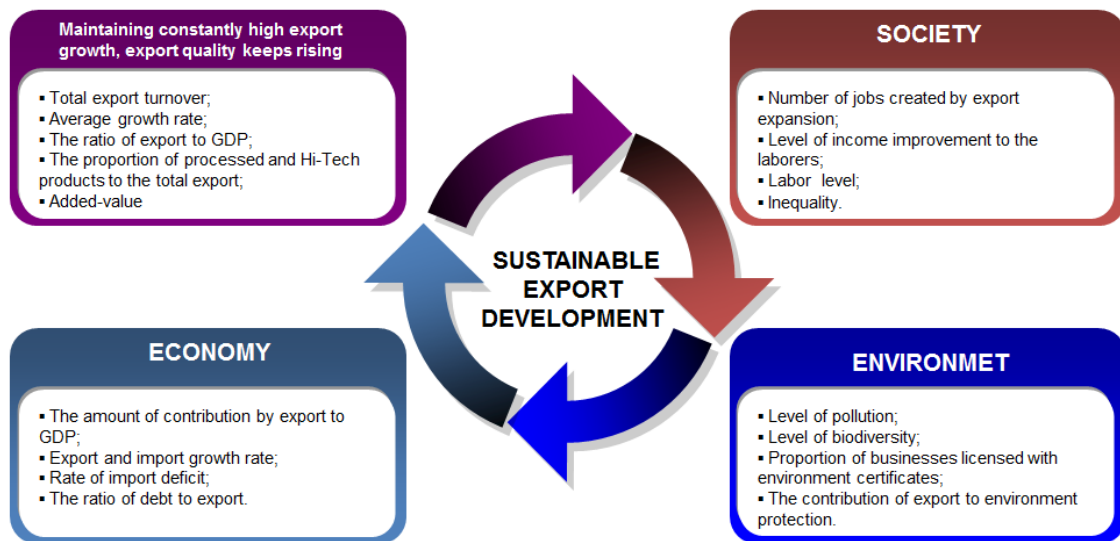 Maintaining constantly high export
growth, export quality keeps rising
▪ Total export turnover;
▪ Average growth rate;
▪ The ratio of export to GDP;
▪ The proportion of processed and Hi-Tech
products to the total export;
▪ Added-value
SOCIETY
▪ Number of jobs created by export
expansion;
▪ Level of income improvement to the
laborers;
▪ Labor level;
▪ Inequality.
SUSTAINABLE
EXPORT
DEVELOPMENT
ECONOMY
▪ The amount of contribution by export to
GDP;
▪ Export and import growth rate;
▪ Rate of import deficit;
▪ The ratio of debt to export.
ENVIRONMET
▪ Level of pollution;
▪ Level of biodiversity;
▪ Proportion of businesses licensed with
environment certificates;
▪ The contribution of export to environment
protection.